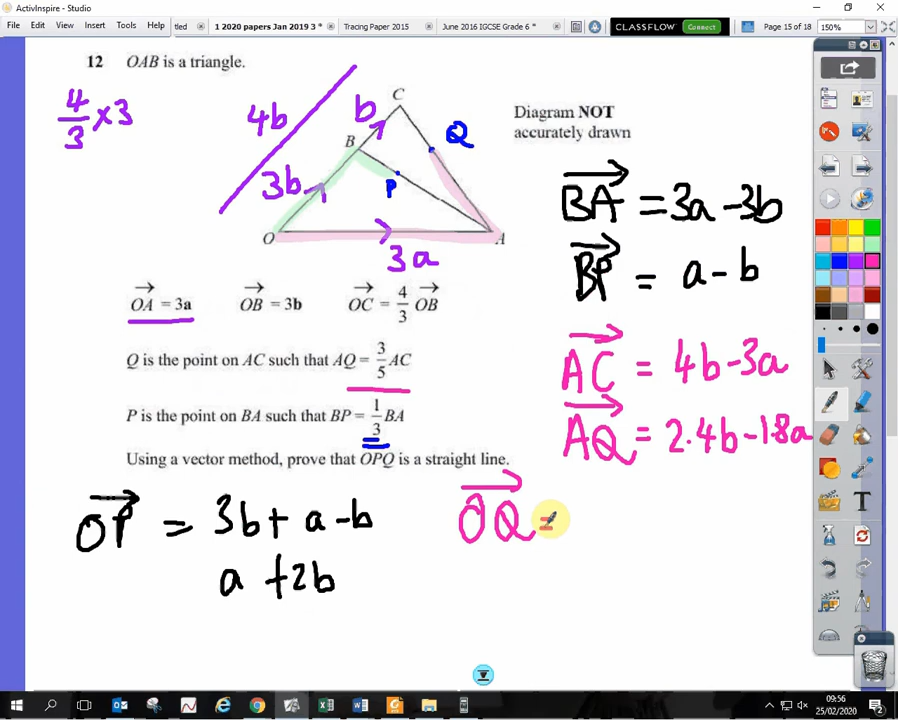 ActivInspire - Studio
File Edit View Insert Tools Help
tled
1 2020 papers Jan 2019 3 *
Tracing Paper 2015
June 2016 IGCSE Grade 6 *
CLASSFLOW
Connect
Page 15 of 18
150%
12 OAB is a triangle.
4/3 × 3
4b
b
C
B
Q
P
3b
O
A
3a
Diagram NOT
accurately drawn
BA = 3a - 3b
BP = a - b
OA = 3a OB = 3b OC = 4/3 OB
AC = 4b - 3a
Q is the point on AC such that AQ = 3/5 AC
AQ = 2.4b - 1.8a
P is the point on BA such that BP = 1/3 BA
Using a vector method, prove that OPQ is a straight line.
OP = 3b + a - b
OQ =
a + 2b
T
09:56
25/02/2020
2